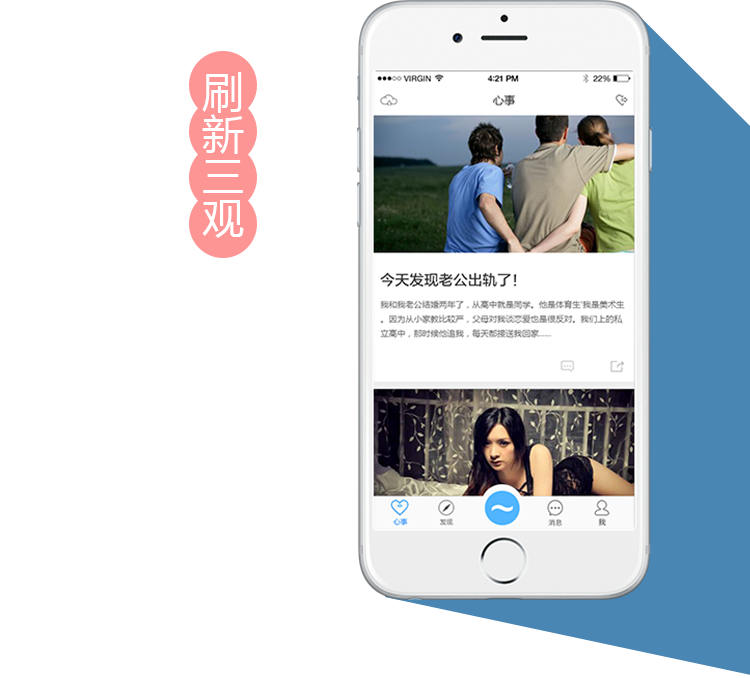 刷新三观
VIRGIN 4:21 PM 22%
心事
今天发现老公出轨了!
我和我老公结婚两年了，从高中就是同学。他是体育生`我是美术生
。因为从小家教比较严，父母对我谈恋爱也是很反对。我们上的私
立高中，那时候他追我，每天都接送我回家......
心事 发现 消息 我